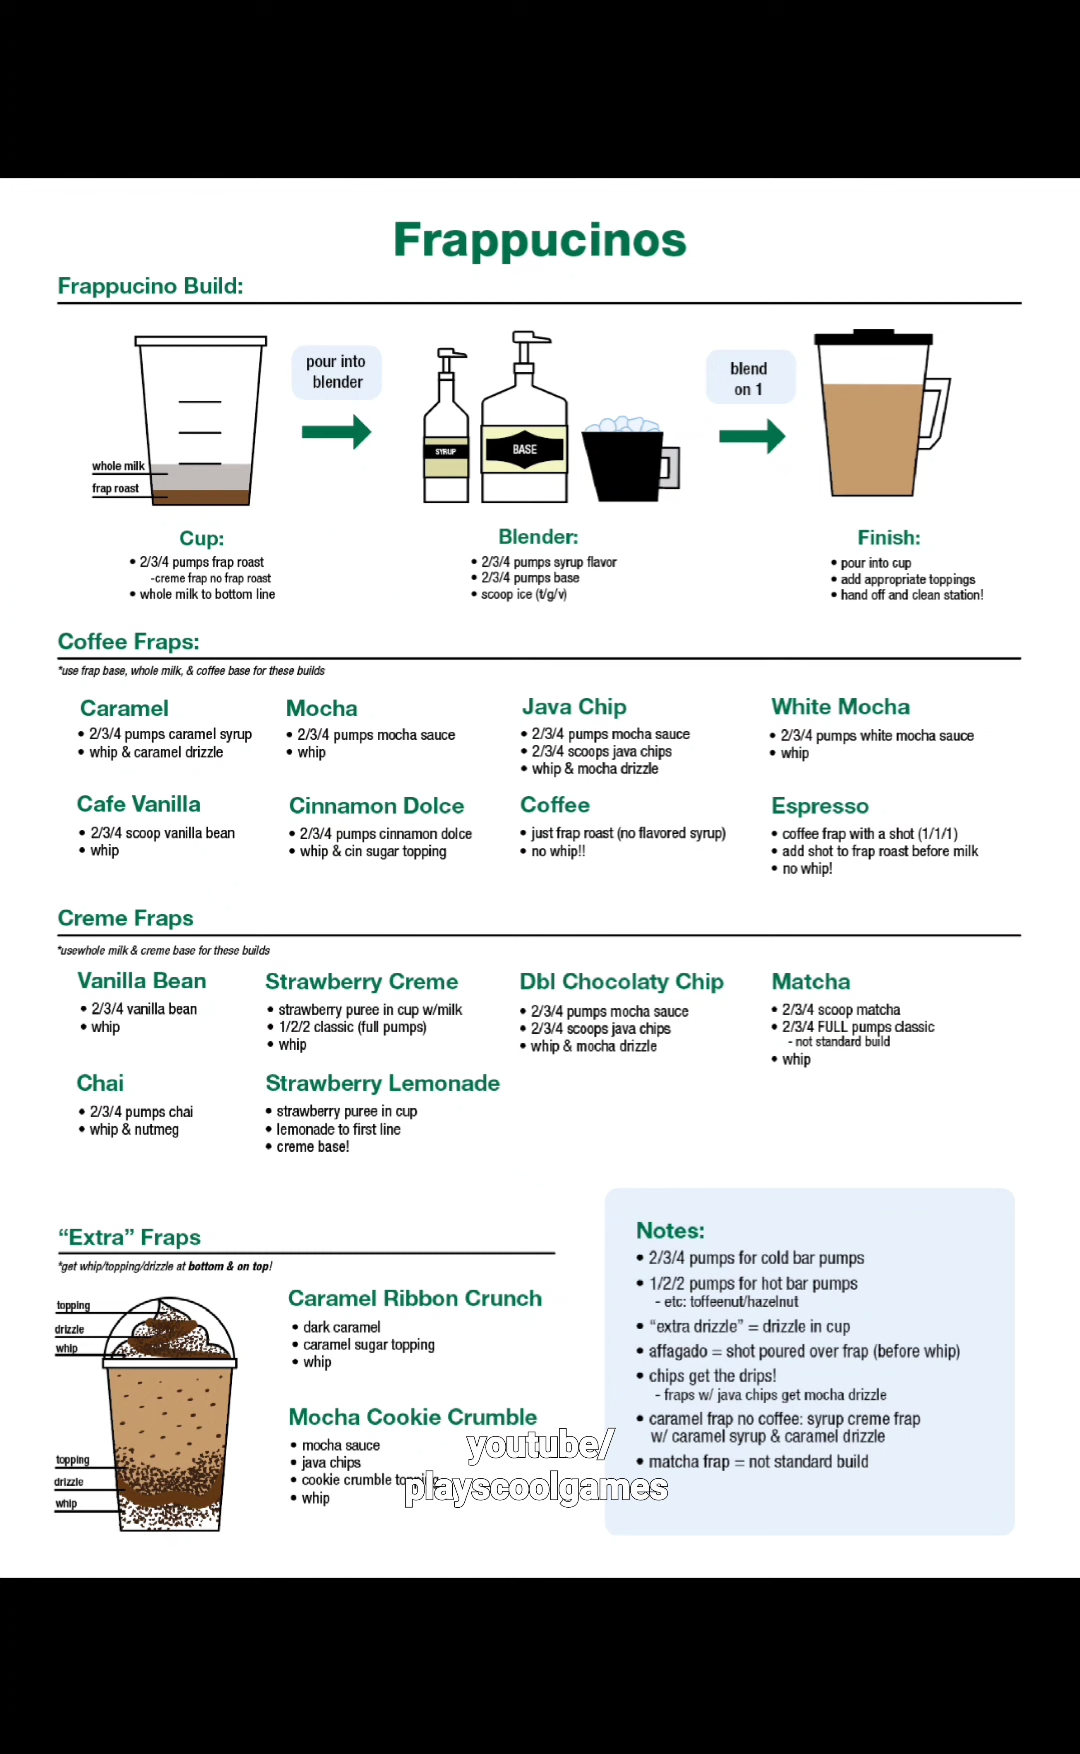 Frappucinos
Frappucino Build:
pour into
blender
blend
on 1
SYRUP
BASE
whole milk
frap roast
Cup:
• 2/3/4 pumps frap roast
-creme frap no frap roast
• whole milk to bottom line
Blender:
• 2/3/4 pumps syrup flavor
• 2/3/4 pumps base
• scoop ice (t/g/v)
Finish:
• pour into cup
• add appropriate toppings
• hand off and clean station!
Coffee Fraps:
*use frap base, whole milk, & coffee base for these builds
Caramel
• 2/3/4 pumps caramel syrup
• whip & caramel drizzle
Mocha
• 2/3/4 pumps mocha sauce
• whip
Java Chip
• 2/3/4 pumps mocha sauce
• 2/3/4 scoops java chips
• whip & mocha drizzle
White Mocha
• 2/3/4 pumps white mocha sauce
• whip
Cafe Vanilla
• 2/3/4 scoop vanilla bean
• whip
Cinnamon Dolce
• 2/3/4 pumps cinnamon dolce
• whip & cin sugar topping
Coffee
• just frap roast (no flavored syrup)
• no whip!!
Espresso
• coffee frap with a shot (1/1/1)
• add shot to frap roast before milk
• no whip!
Creme Fraps
*usewhole milk & creme base for these builds
Vanilla Bean
• 2/3/4 vanilla bean
• whip
Strawberry Creme
• strawberry puree in cup w/milk
• 1/2/2 classic (full pumps)
• whip
Dbl Chocolaty Chip
• 2/3/4 pumps mocha sauce
• 2/3/4 scoops java chips
• whip & mocha drizzle
Matcha
• 2/3/4 scoop matcha
• 2/3/4 FULL pumps classic
- not standard build
• whip
Chai
• 2/3/4 pumps chai
• whip & nutmeg
Strawberry Lemonade
• strawberry puree in cup
• lemonade to first line
• creme base!
“Extra” Fraps
*get whip/topping/drizzle at bottom & on top!
topping
drizzle
whip
topping
drizzle
whip
Caramel Ribbon Crunch
• dark caramel
• caramel sugar topping
• whip
Mocha Cookie Crumble
• mocha sauce
• java chips
• cookie crumble topping
• whip
Notes:
• 2/3/4 pumps for cold bar pumps
• 1/2/2 pumps for hot bar pumps
- etc: toffeenut/hazelnut
• “extra drizzle” = drizzle in cup
• affagado = shot poured over frap (before whip)
• chips get the drips!
- fraps w/ java chips get mocha drizzle
• caramel frap no coffee: syrup creme frap
w/ caramel syrup & caramel drizzle
• matcha frap = not standard build
youtube/
playscoolgames